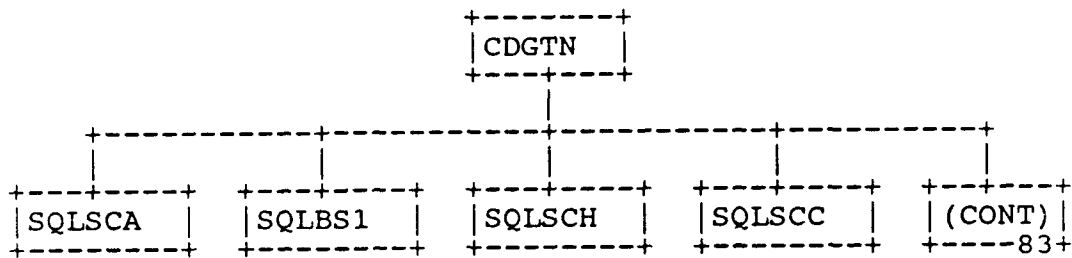 CDGTN
SQLSCA SQLBS1 SQLSCH SQLSCC (CONT)
83